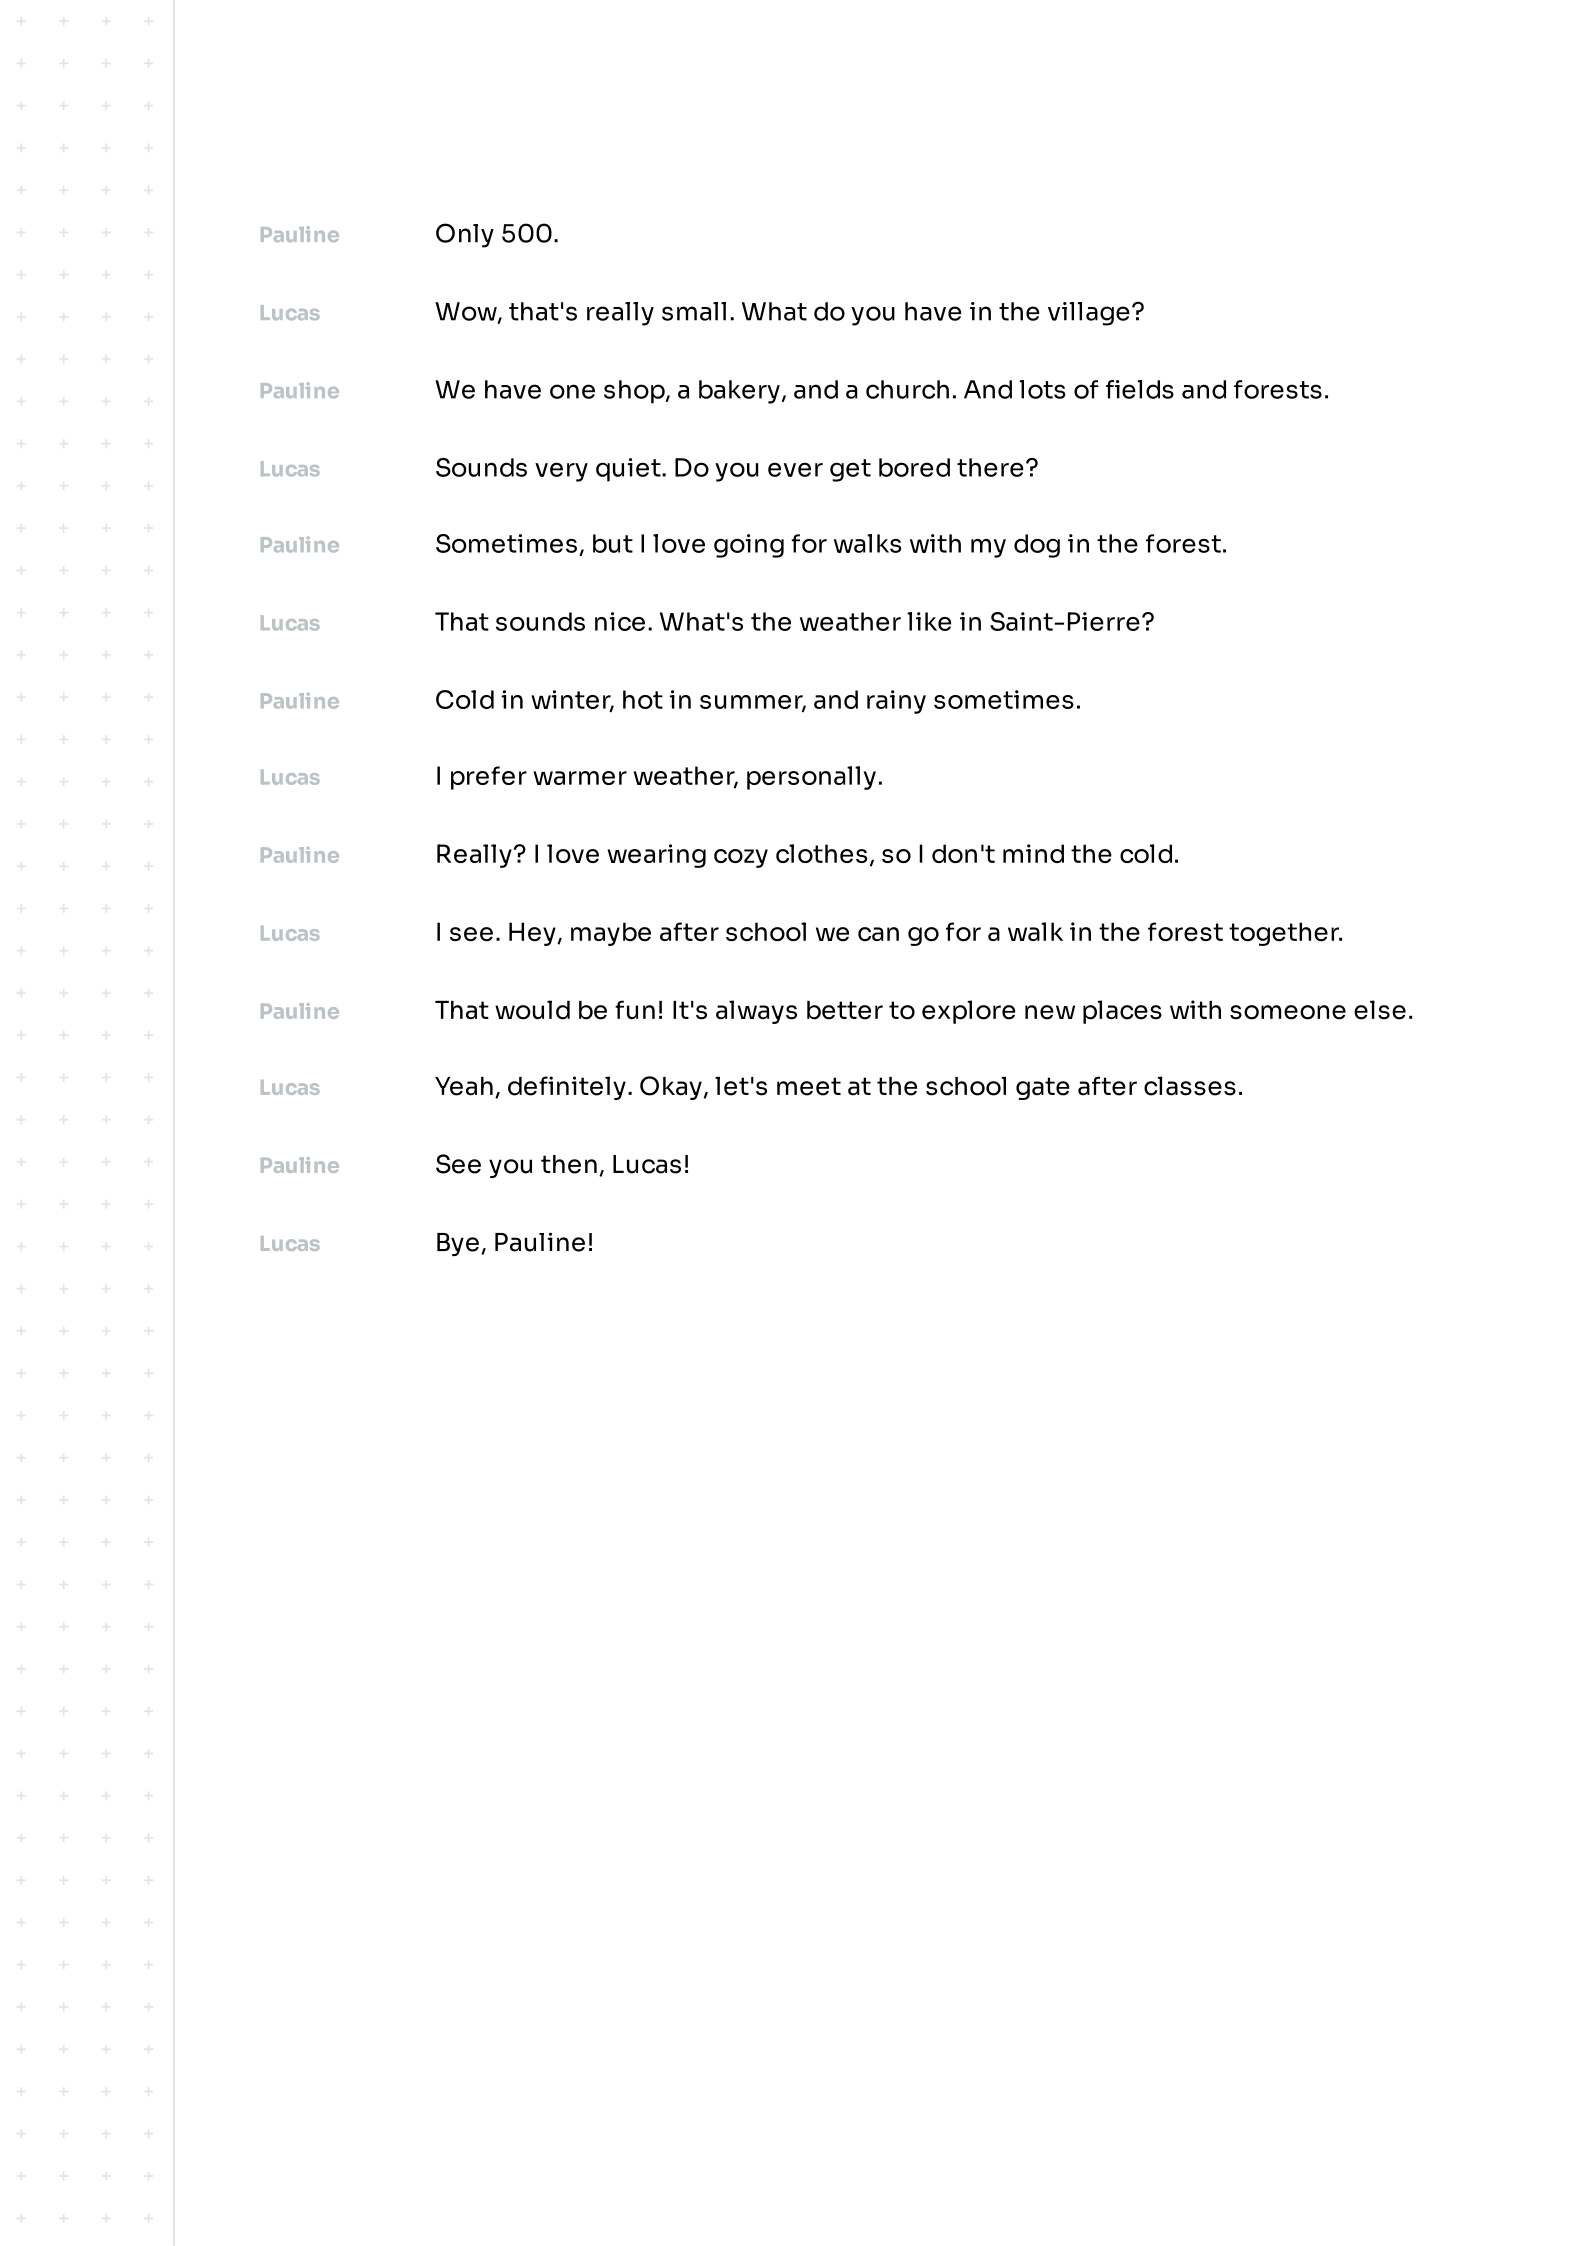 Pauline Only 500.
Lucas Wow, that's really small. What do you have in the village?
Pauline We have one shop, a bakery, and a church. And lots of fields and forests.
Lucas Sounds very quiet. Do you ever get bored there?
Pauline Sometimes, but I love going for walks with my dog in the forest.
Lucas That sounds nice. What's the weather like in Saint-Pierre?
Pauline Cold in winter, hot in summer, and rainy sometimes.
Lucas I prefer warmer weather, personally.
Pauline Really? I love wearing cozy clothes, so I don't mind the cold.
Lucas I see. Hey, maybe after school we can go for a walk in the forest together.
Pauline That would be fun! It's always better to explore new places with someone else.
Lucas Yeah, definitely. Okay, let's meet at the school gate after classes.
Pauline See you then, Lucas!
Lucas Bye, Pauline!